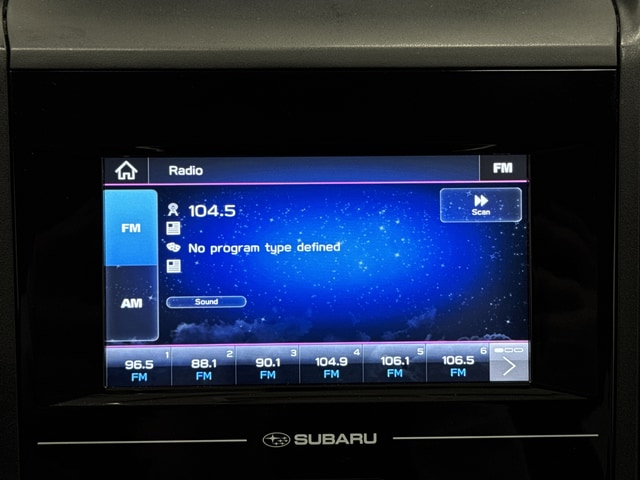 Radio
FM
FM
104.5
Scan
No program type defined
AM
Sound
1 2 3 4 5 6
96.5 88.1 90.1 104.9 106.1 106.5
FM FM FM FM FM FM
SUBARU